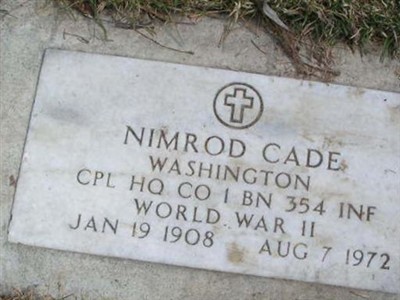 NIMROD CADE
WASHINGTON
CPL HQ CO 1 BN 354 INF
WORLD WAR II
JAN 19 1908 AUG 7 1972